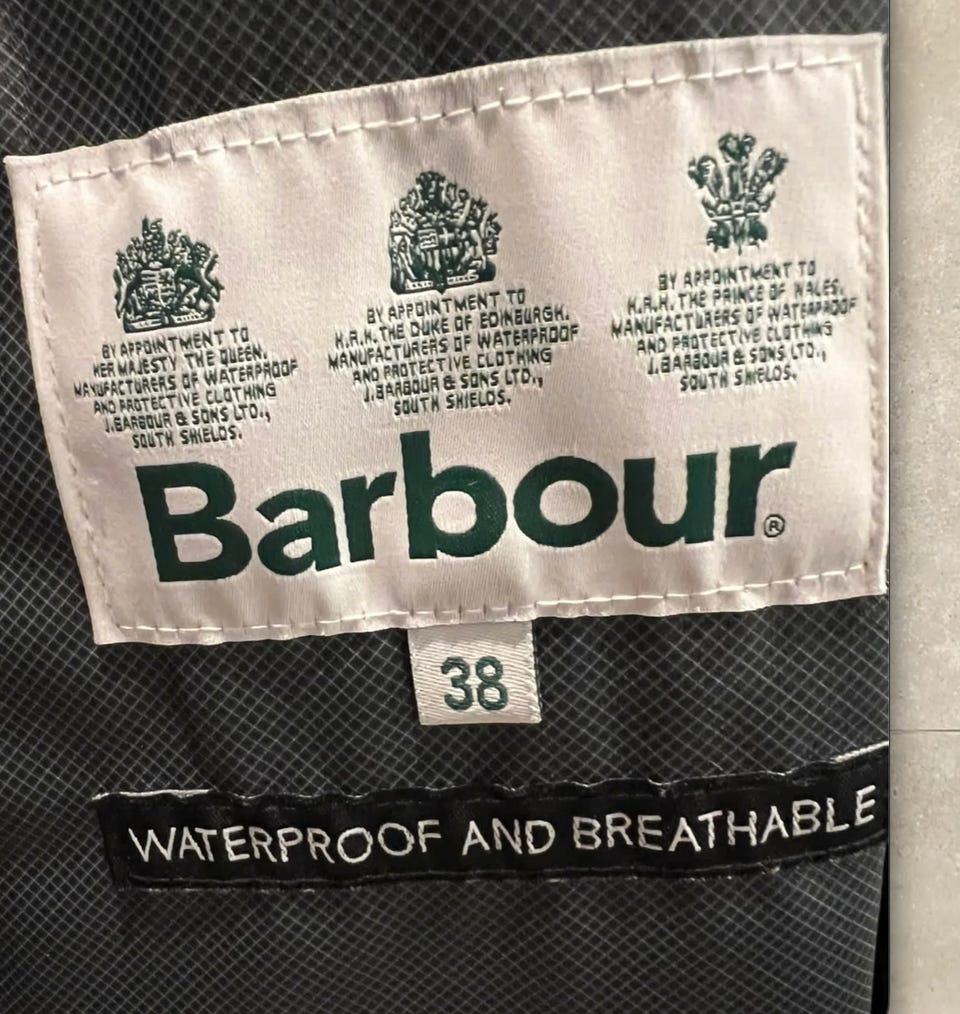 BY APPOINTMENT TO
HER MAJESTY THE QUEEN.
MANUFACTURERS OF WATERPROOF
AND PROTECTIVE CLOTHING
J.BARBOUR & SONS LTD.,
SOUTH SHIELDS.
BY APPOINTMENT TO
H.R.H. THE DUKE OF EDINBURGH.
MANUFACTURERS OF WATERPROOF
AND PROTECTIVE CLOTHING
J.BARBOUR & SONS LTD.,
SOUTH SHIELDS.
BY APPOINTMENT TO
H.R.H. THE PRINCE OF WALES.
MANUFACTURERS OF WATERPROOF
AND PROTECTIVE CLOTHING
J.BARBOUR & SONS LTD.,
SOUTH SHIELDS.
Barbour®
38
WATERPROOF AND BREATHABLE